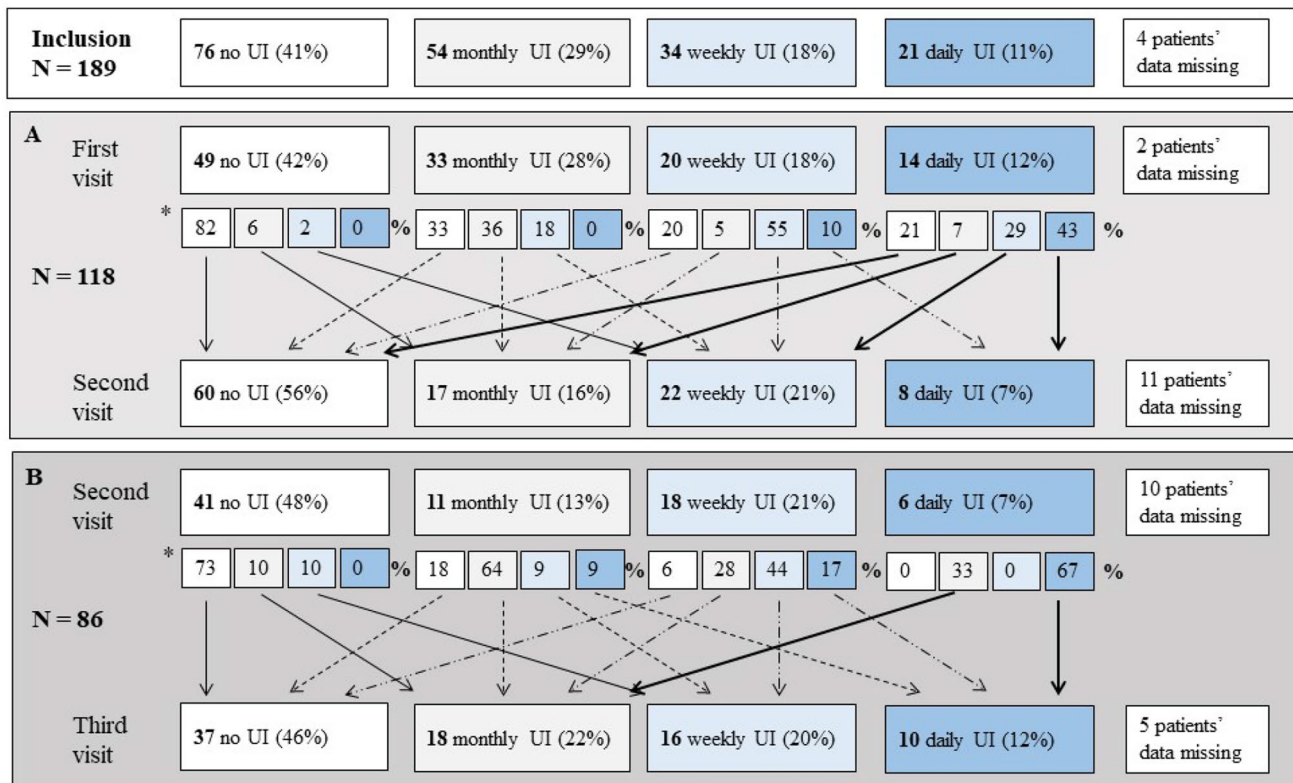 Inclusion
N = 189
76 no UI (41%)
54 monthly UI (29%)
34 weekly UI (18%)
21 daily UI (11%)
4 patients’
data missing
A
First
visit
49 no UI (42%)
33 monthly UI (28%)
20 weekly UI (18%)
14 daily UI (12%)
2 patients’
data missing
* 82 6 2 0 % 33 36 18 0 % 20 5 55 10 % 21 7 29 43 %
N = 118
Second
visit
60 no UI (56%)
17 monthly UI (16%)
22 weekly UI (21%)
8 daily UI (7%)
11 patients’
data missing
B
Second
visit
41 no UI (48%)
11 monthly UI (13%)
18 weekly UI (21%)
6 daily UI (7%)
10 patients’
data missing
* 73 10 10 0 % 18 64 9 9 % 6 28 44 17 % 0 33 0 67 %
N = 86
Third
visit
37 no UI (46%)
18 monthly UI (22%)
16 weekly UI (20%)
10 daily UI (12%)
5 patients’
data missing